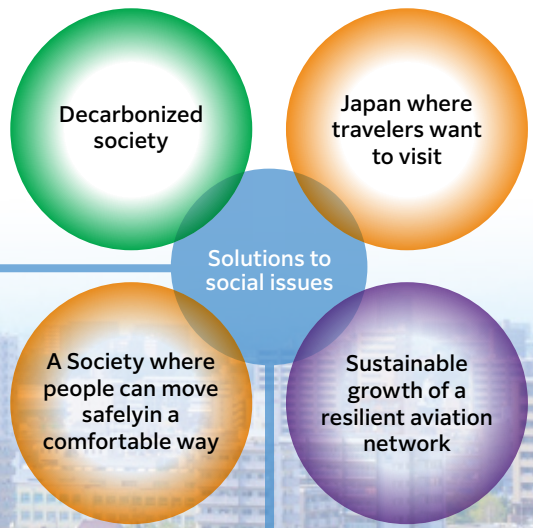 Decarbonized
society
Japan where
travelers want
to visit
Solutions to
social issues
A Society where
people can move
safelyin a
comfortable way
Sustainable
growth of a
resilient aviation
network